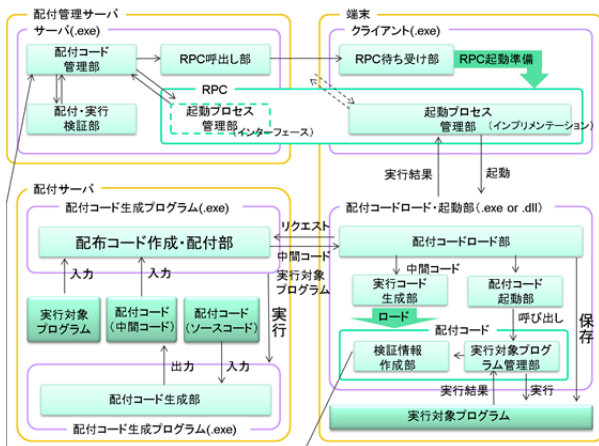 配付管理サーバ
サーバ(.exe)
配付コード
管理部
RPC呼出し部
配付・実行
検証部
RPC
起動プロセス
管理部
(インターフェース)
端末
クライアント(.exe)
RPC待ち受け部
RPC起動準備
起動プロセス
管理部
(インプリメンテーション)
実行結果
起動
配付サーバ
配付コード生成プログラム(.exe)
配布コード作成・配付部
リクエスト
中間コード
実行対象
プログラム
入力
入力
実行対象
プログラム
配付コード
(中間コード)
配付コード
(ソースコード)
実行
出力
入力
配付コード生成部
配付コード生成プログラム(.exe)
配付コードロード・起動部(.exe or .dll)
配付コードロード部
中間コード
実行コード
生成部
配付コード
起動部
ロード
呼び出し
保存
配付コード
検証情報
作成部
実行対象プログ
ラム管理部
実行結果
実行
実行対象プログラム